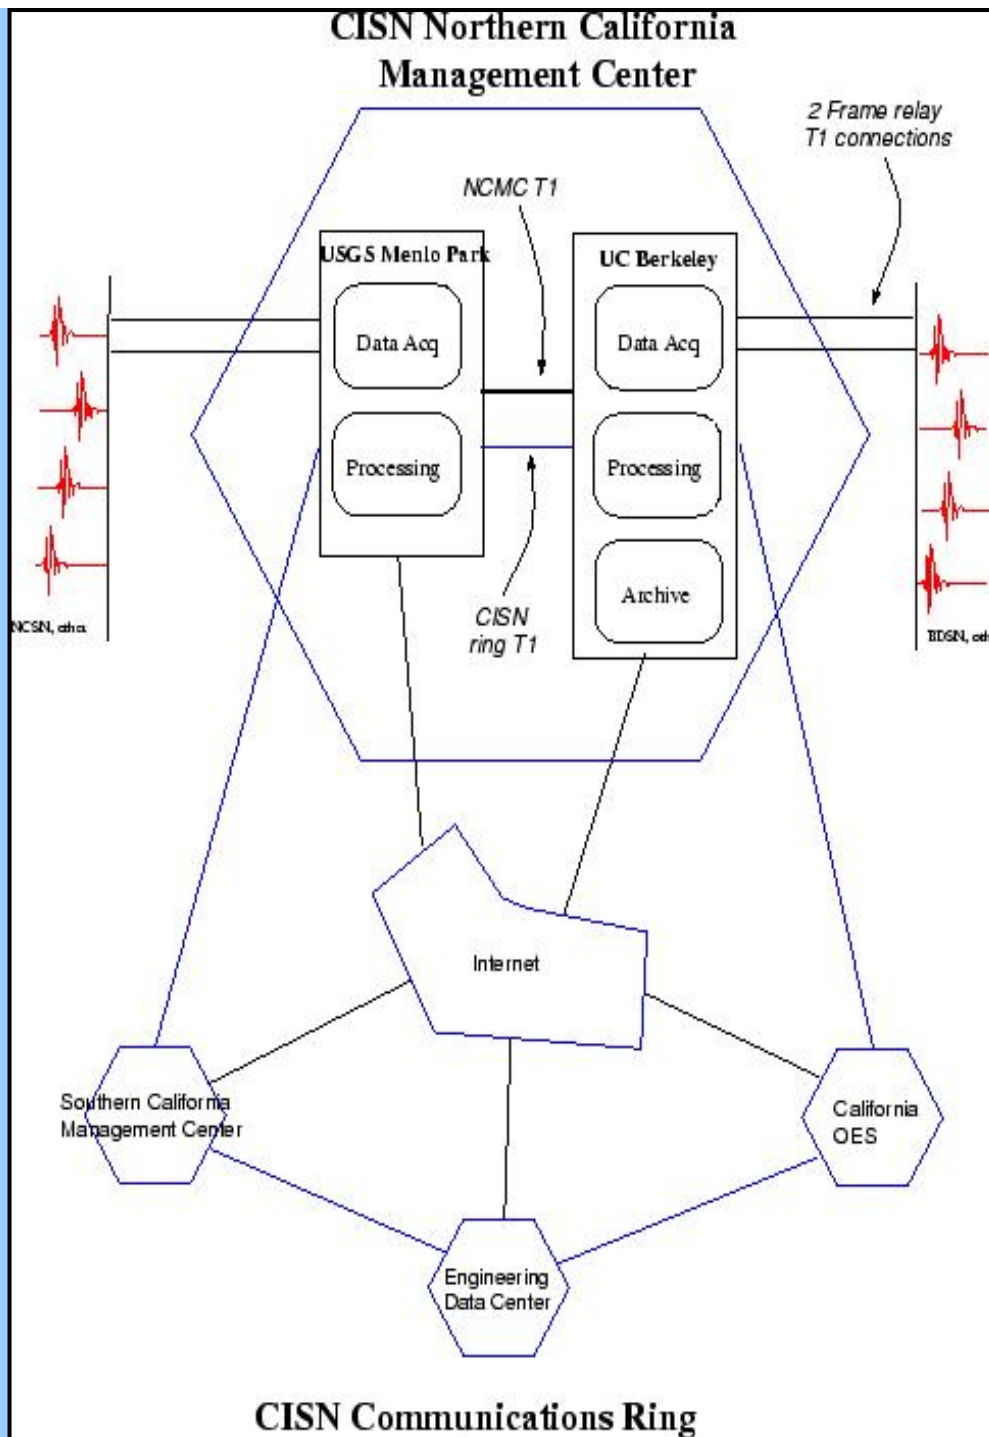 CISN Northern California
Management Center
2 Frame relay
T1 connections
NCMC T1
USGS Menlo Park
UC Berkeley
Data Acq
Data Acq
Processing
Processing
CISN
ring T1
Archive
NCSN, other
BDSN, oth
Internet
Southern California
Management Center
California
OES
Engineering
Data Center
CISN Communications Ring